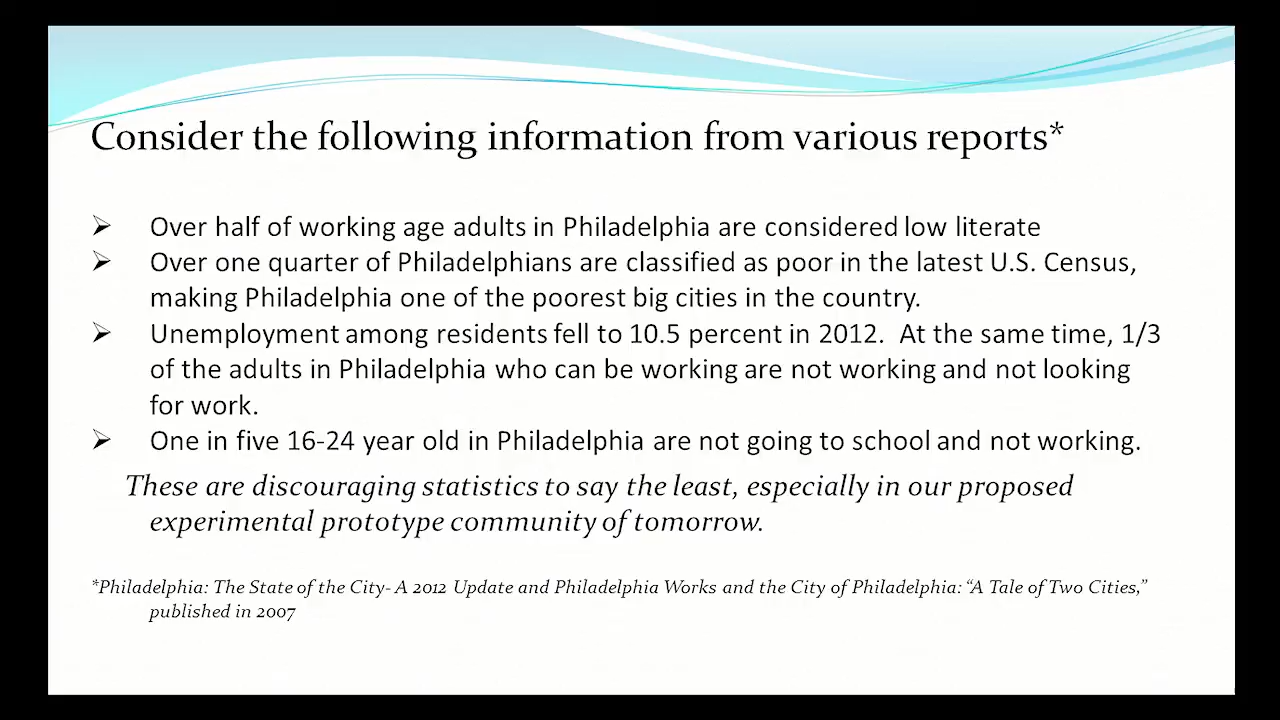 Consider the following information from various reports*
➢ Over half of working age adults in Philadelphia are considered low literate
➢ Over one quarter of Philadelphians are classified as poor in the latest U.S. Census,
making Philadelphia one of the poorest big cities in the country.
➢ Unemployment among residents fell to 10.5 percent in 2012. At the same time, 1/3
of the adults in Philadelphia who can be working are not working and not looking
for work.
➢ One in five 16-24 year old in Philadelphia are not going to school and not working.
These are discouraging statistics to say the least, especially in our proposed
experimental prototype community of tomorrow.
*Philadelphia: The State of the City- A 2012 Update and Philadelphia Works and the City of Philadelphia: “A Tale of Two Cities,”
published in 2007